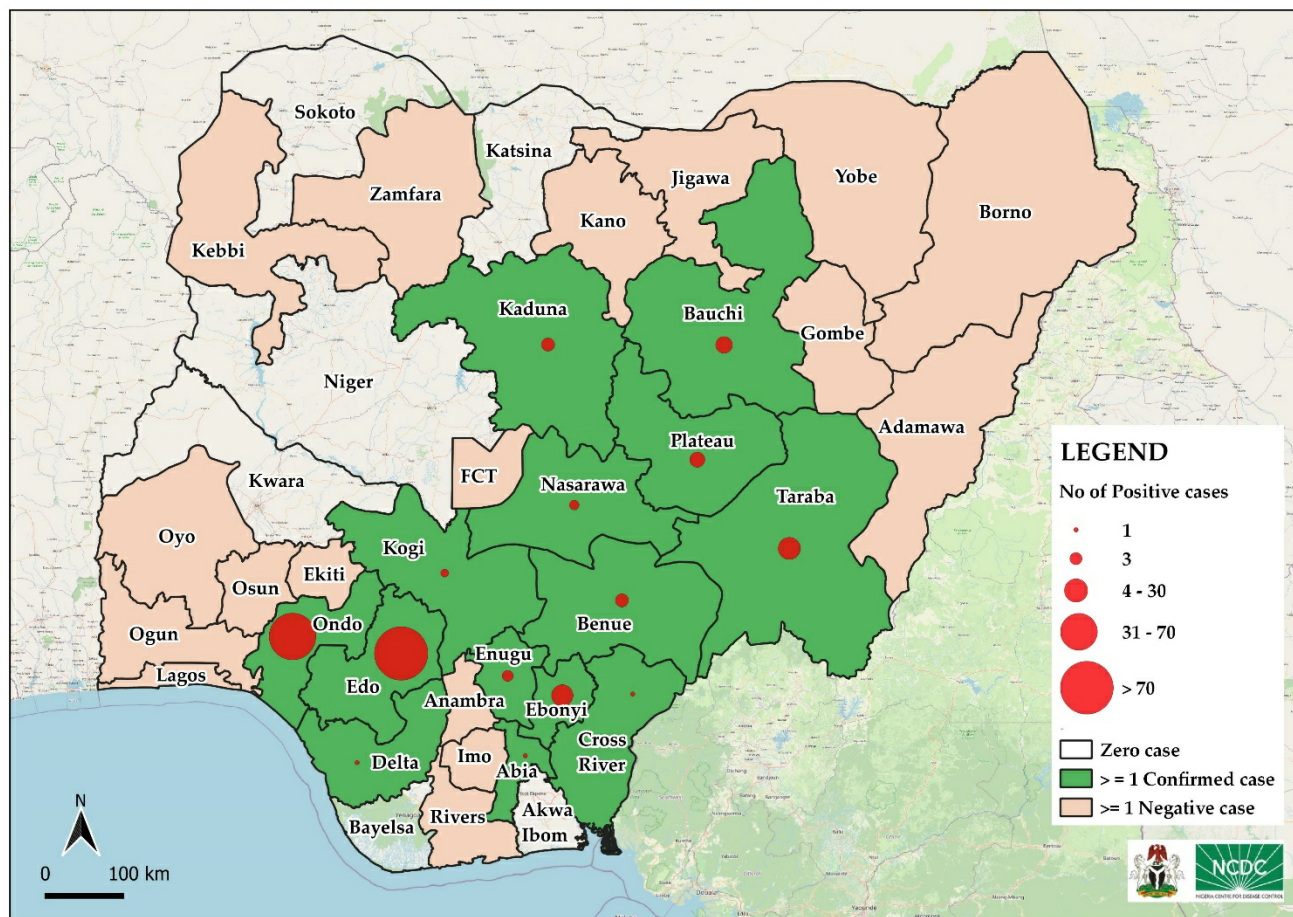 Sokoto
Katsina
Zamfara
Jigawa
Yobe
Kano
Borno
Kebbi
Kaduna
Bauchi
Gombe
Niger
Adamawa
Plateau
FCT
Nasarawa
Taraba
Kwara
Oyo
Kogi
Osun
Ekiti
Ondo
Benue
Ogun
Enugu
Lagos
Edo
Anambra
Ebonyi
Imo
Cross
River
Delta
Abia
Rivers
Akwa
Ibom
Bayelsa
LEGEND
No of Positive cases
1
3
4 - 30
31 - 70
> 70
Zero case
> = 1 Confirmed case
>= 1 Negative case
N
0 100 km
NCDC
NIGERIA CENTRE FOR DISEASE CONTROL